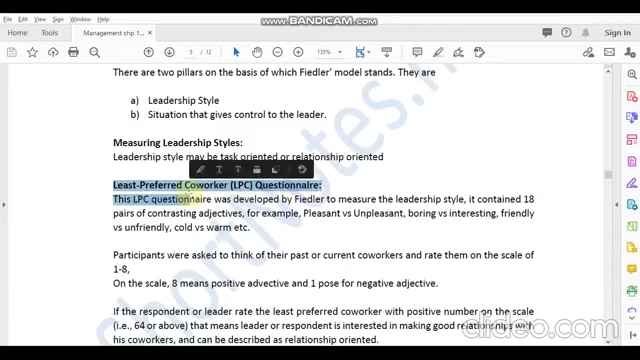 WWW.BANDICAM.COM
File Edit View Sign Window Help
Home Tools Management chp 1... Sign In
5 / 12 135%
There are two pillars on the basis of which Fiedler' model stands. They are
a) Leadership Style
b) Situation that gives control to the leader.
Measuring Leadership Styles:
Leadership style may be task oriented or relationship oriented
Least-Preferred Coworker (LPC) Questionnaire:
This LPC questionnaire was developed by Fiedler to measure the leadership style, it contained 18
pairs of contrasting adjectives, for example, Pleasant vs Unpleasant, boring vs interesting, friendly
vs unfriendly, cold vs warm etc.
Participants were asked to think of their past or current coworkers and rate them on the scale of
1-8,
On the scale, 8 means positive advective and 1 pose for negative adjective.
If the respondent or leader rate the least preferred coworker with positive number on the scale
(i.e., 64 or above) that means leader or respondent is interested in making good relationships with
his coworkers, and can be described as relationship oriented.
clideo.com